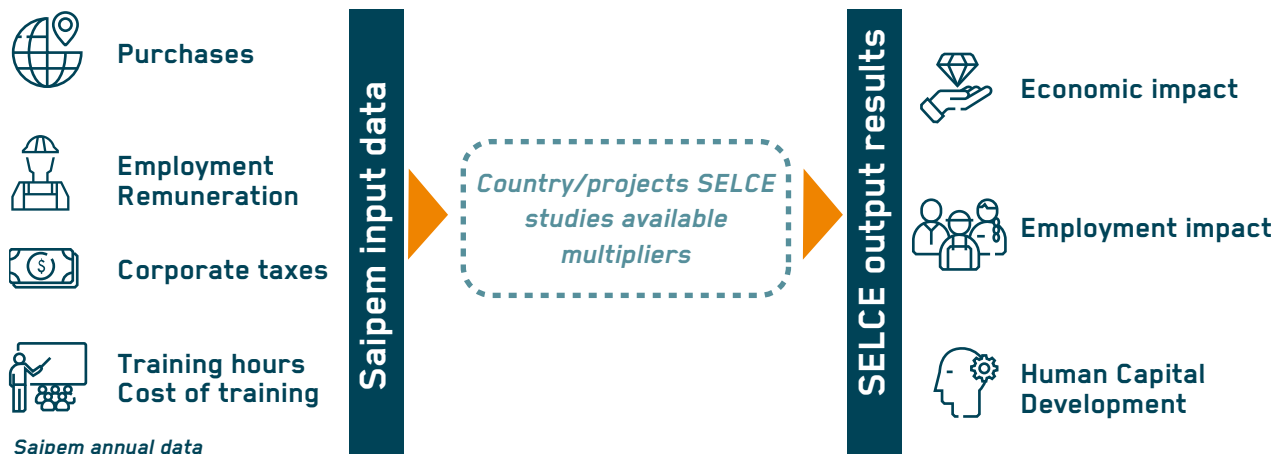 Purchases
Employment
Remuneration
Corporate taxes
$
Training hours
Cost of training
Saipem annual data
Saipem input data
Country/projects SELCE
studies available
multipliers
SELCE output results
Economic impact
Employment impact
Human Capital
Development